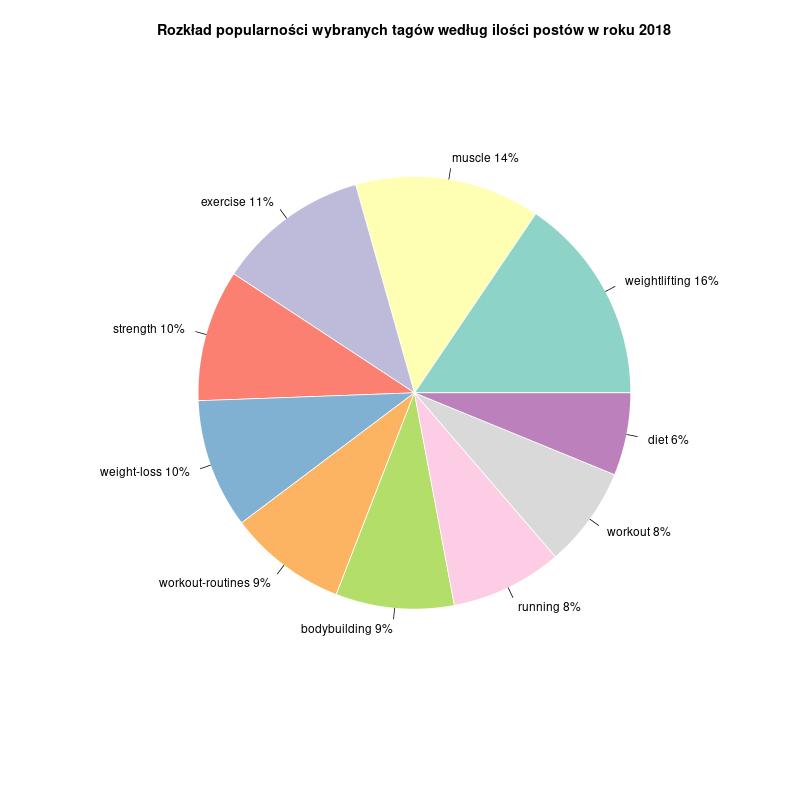 Rozkład popularności wybranych tagów według ilości postów w roku 2018
muscle 14%
exercise 11%
weightlifting 16%
strength 10%
diet 6%
weight-loss 10%
workout 8%
workout-routines 9%
running 8%
bodybuilding 9%